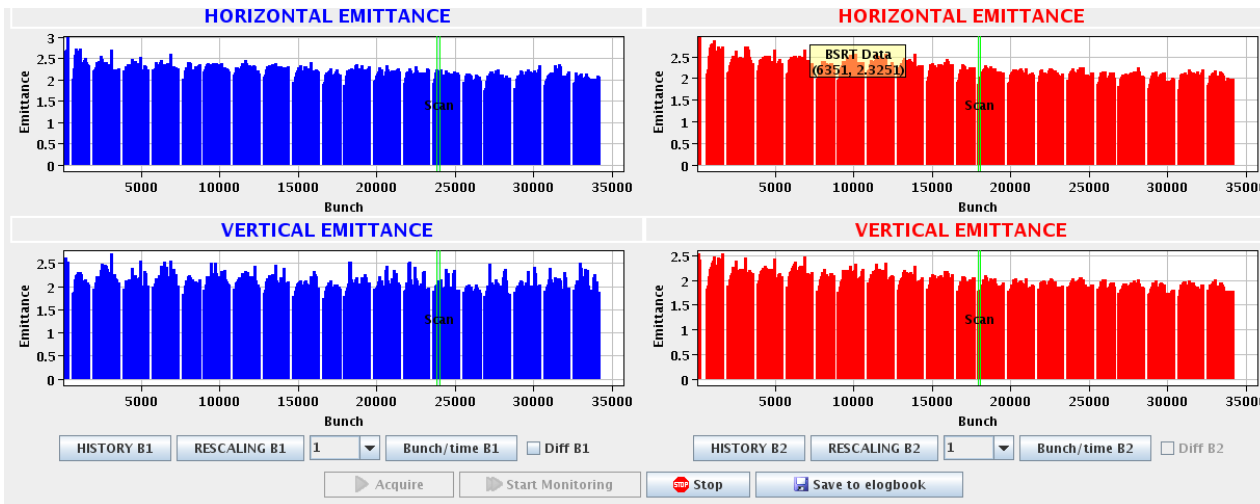 HORIZONTAL EMITTANCE
HORIZONTAL EMITTANCE
3
2.5
2
1.5
1
0.5
0
Emittance
Scan
5000 10000 15000 20000 25000 30000 35000
Bunch
2.5
2
1.5
1
0.5
0
Emittance
BSRT Data
(6351, 2.3251)
Scan
5000 10000 15000 20000 25000 30000 3500
Bunch
VERTICAL EMITTANCE
VERTICAL EMITTANCE
2.5
2
1.5
1
0.5
0
Emittance
Scan
5000 10000 15000 20000 25000 30000 35000
Bunch
2.5
2
1.5
1
0.5
0
Emittance
Scan
5000 10000 15000 20000 25000 30000 3500
Bunch
HISTORY B1 RESCALING B1 1 Bunch/time B1 Diff B1
HISTORY B2 RESCALING B2 1 Bunch/time B2 Diff B2
Acquire Start Monitoring STOP Stop Save to elogbook